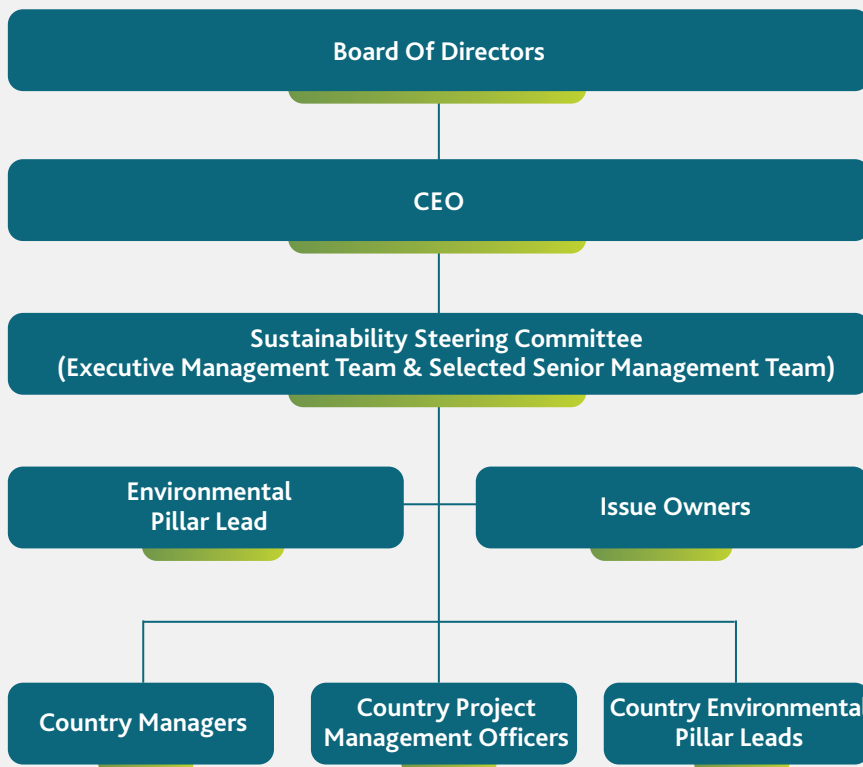 Board Of Directors
CEO
Sustainability Steering Committee
(Executive Management Team & Selected Senior Management Team)
Environmental
Pillar Lead
Issue Owners
Country Managers
Country Project
Management Officers
Country Environmental
Pillar Leads